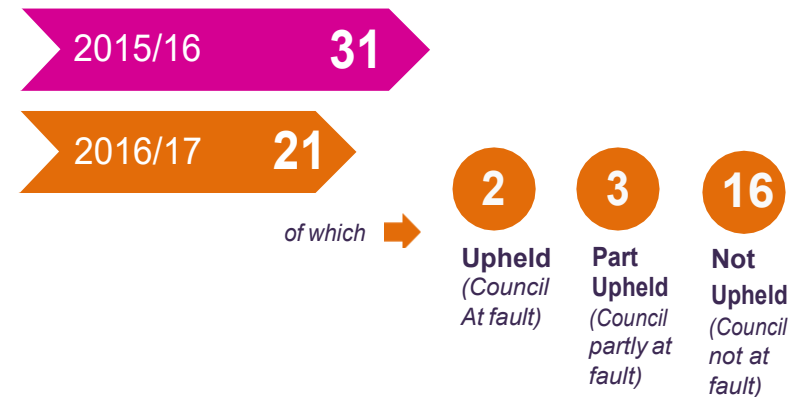 2015/16 31
2016/17 21
of which
2 3 16
Upheld
(Council
At fault)
Part
Upheld
(Council
partly at
fault)
Not
Upheld
(Council
not at
fault)